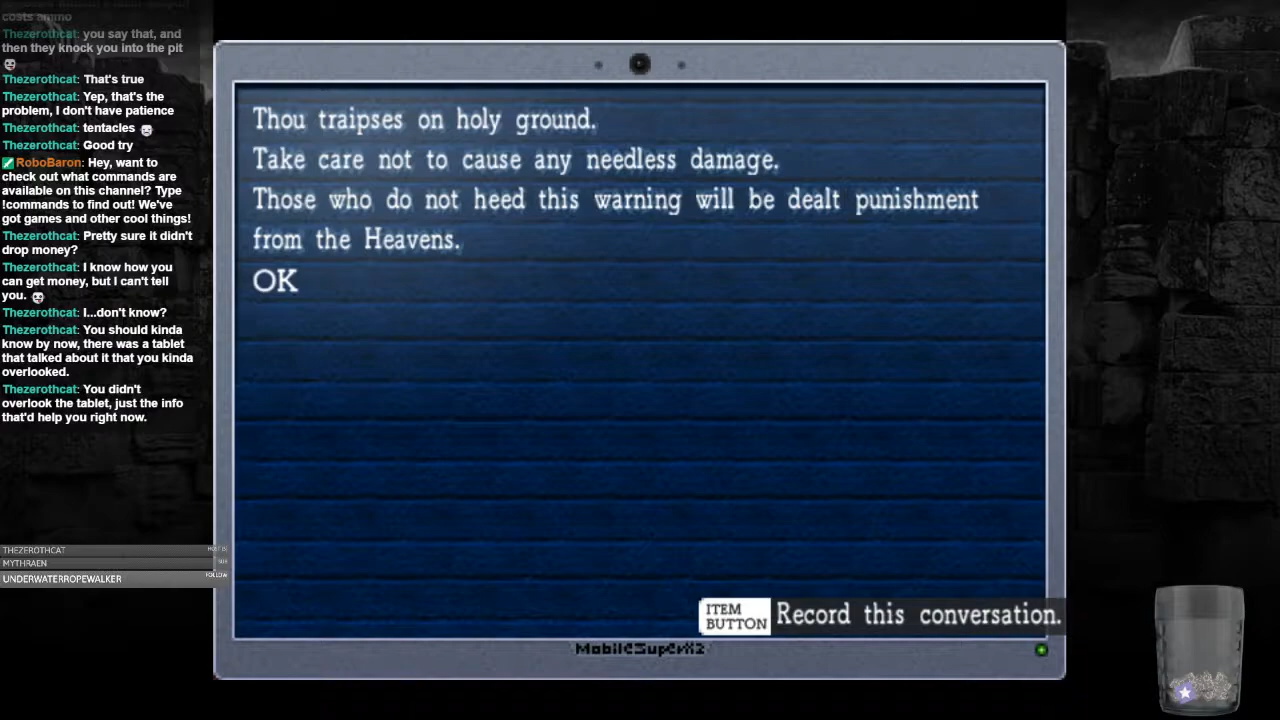 costs ammo
Thezerothcat: you say that, and
then they knock you into the pit
Thezerothcat: That's true
Thezerothcat: Yep, that's the
problem, I don't have patience
Thezerothcat: tentacles
Thezerothcat: Good try
RoboBaron: Hey, want to
check out what commands are
available on this channel? Type
!commands to find out! We've
got games and other cool things!
Thezerothcat: Pretty sure it didn't
drop money?
Thezerothcat: I know how you
can get money, but I can't tell
you.
Thezerothcat: I...don't know?
Thezerothcat: You should kinda
know by now, there was a tablet
that talked about it that you kinda
overlooked.
Thezerothcat: You didn't
overlook the tablet, just the info
that'd help you right now.
THEZEROTHCAT
MYTHRAEN
UNDERWATERROPEWALKER FOLLOW
Thou traipses on holy ground.
Take care not to cause any needless damage.
Those who do not heed this warning will be dealt punishment
from the Heavens.
OK
ITEM
BUTTON
Record this conversation.
MobileSuperX2